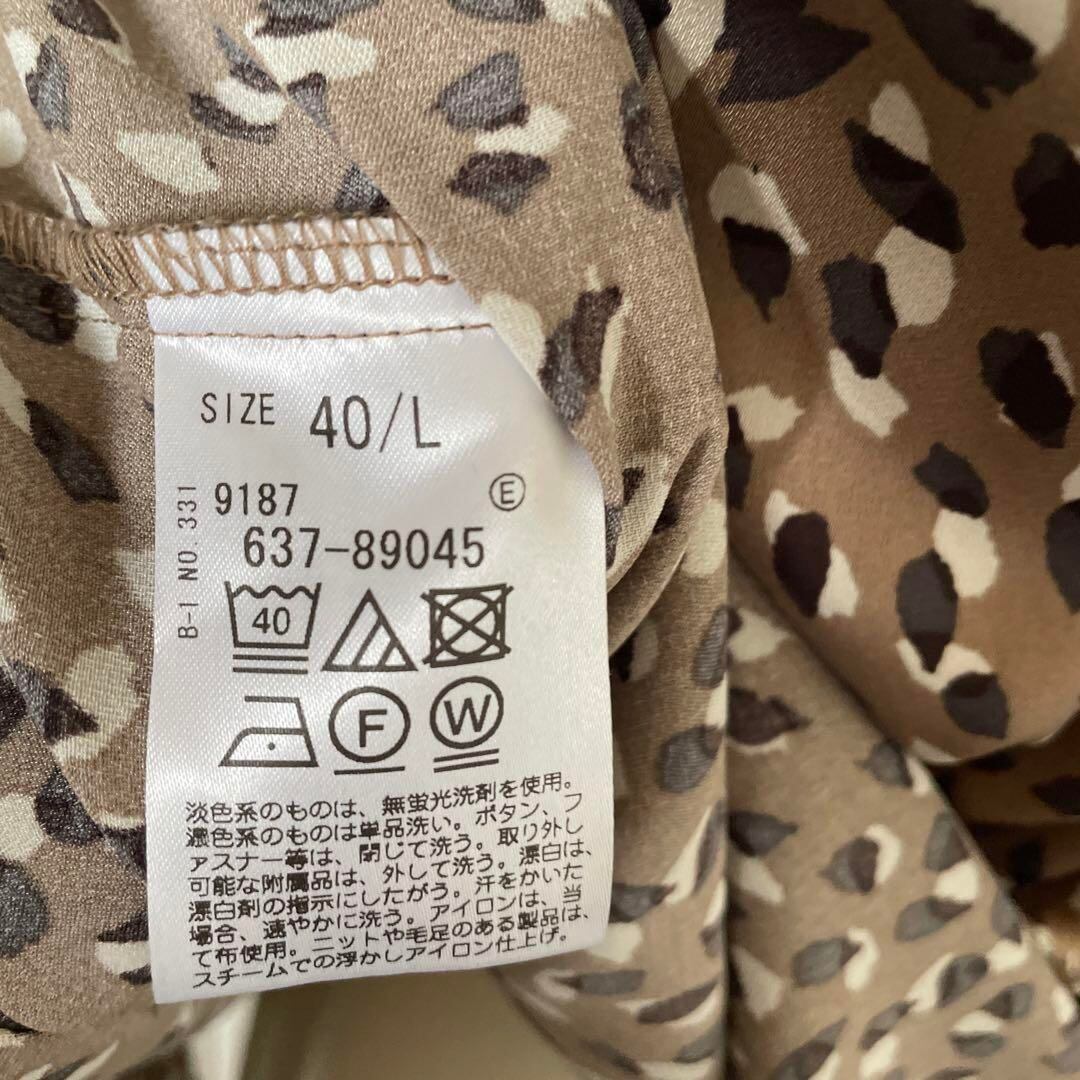 SIZE 40/L
B-I NO. 331
9187 Ⓔ
637-89045
40
Ⓕ Ⓦ
淡色系のものは、無蛍光洗剤を使用。
濃色系のものは単品洗い。ボタン、フ
ァスナー等は、閉じて洗う。取り外し
可能な附属品は、外して洗う。漂白は、
漂白剤の指示にしたがう。汗をかいた
場合、速やかに洗う。アイロンは、当
て布使用。ニットや毛足のある製品は、
スチームでの浮かしアイロン仕上げ。